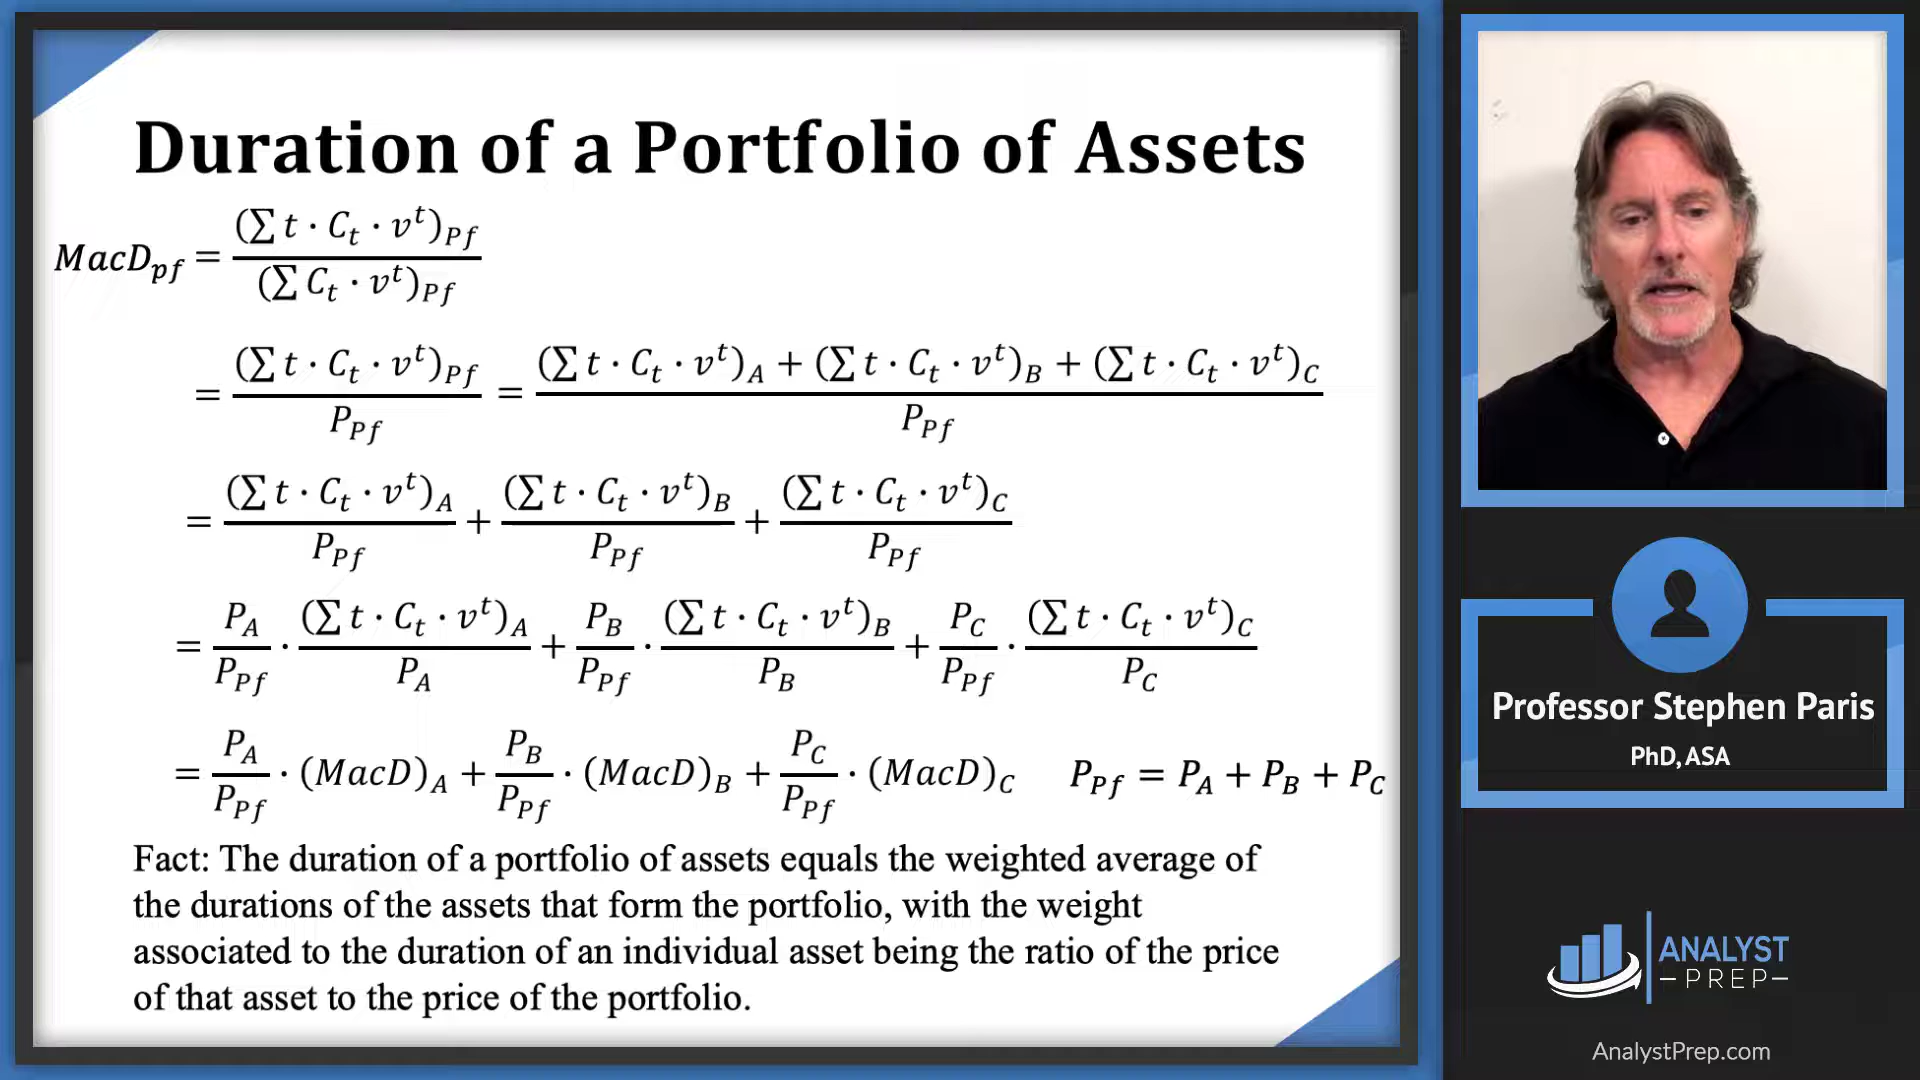 Duration of a Portfolio of Assets
MacD_pf = (∑ t · C_t · v^t)_Pf / (∑ C_t · v^t)_Pf
= (∑ t · C_t · v^t)_Pf / P_Pf = ((∑ t · C_t · v^t)_A + (∑ t · C_t · v^t)_B + (∑ t · C_t · v^t)_C) / P_Pf
= (∑ t · C_t · v^t)_A / P_Pf + (∑ t · C_t · v^t)_B / P_Pf + (∑ t · C_t · v^t)_C / P_Pf
= P_A / P_Pf · (∑ t · C_t · v^t)_A / P_A + P_B / P_Pf · (∑ t · C_t · v^t)_B / P_B + P_C / P_Pf · (∑ t · C_t · v^t)_C / P_C
= P_A / P_Pf · (MacD)_A + P_B / P_Pf · (MacD)_B + P_C / P_Pf · (MacD)_C P_Pf = P_A + P_B + P_C
Fact: The duration of a portfolio of assets equals the weighted average of
the durations of the assets that form the portfolio, with the weight
associated to the duration of an individual asset being the ratio of the price
of that asset to the price of the portfolio.
Professor Stephen Paris
PhD, ASA
ANALYST
PREP
AnalystPrep.com